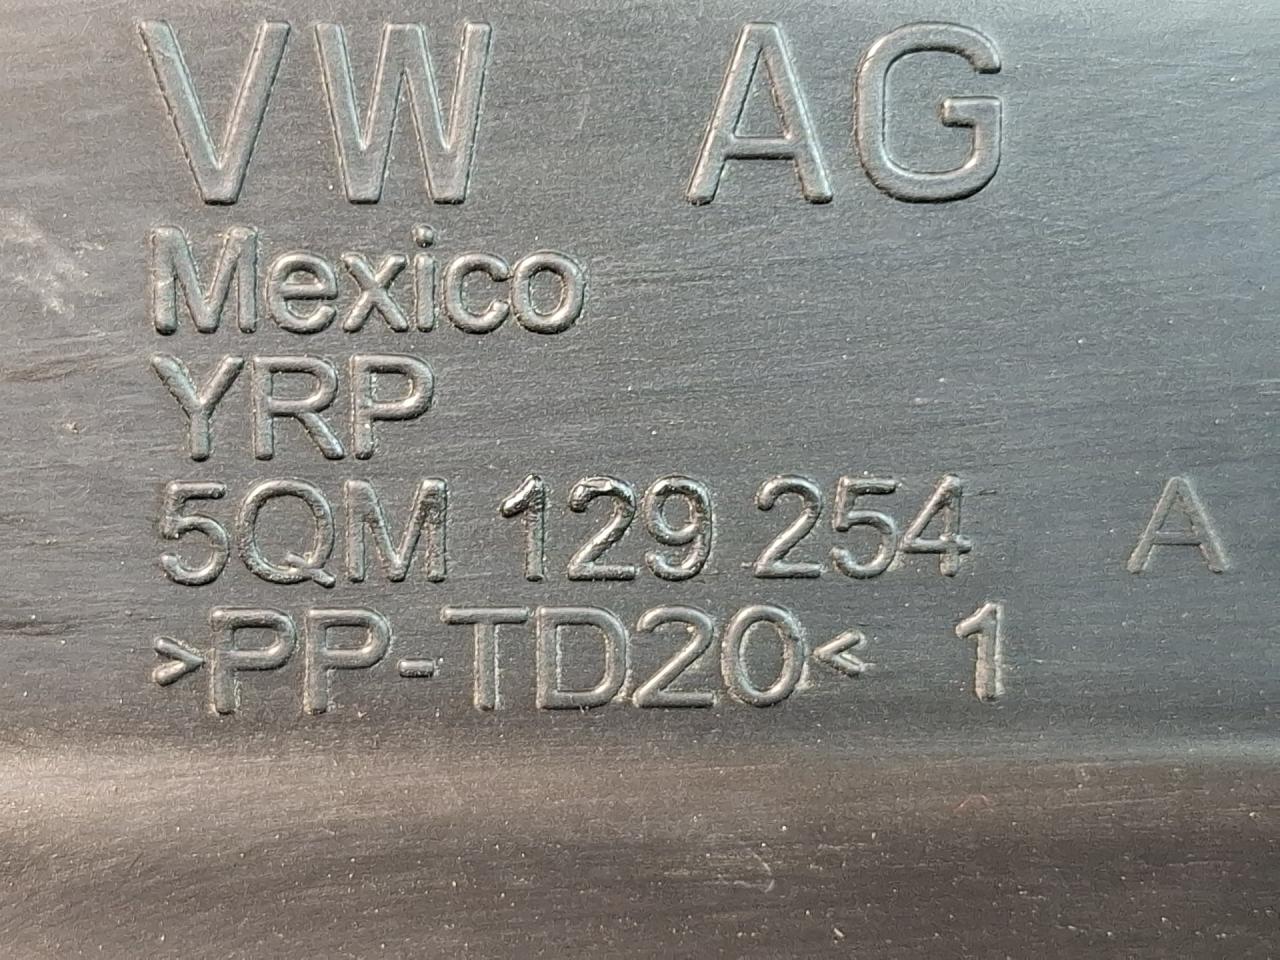 VW AG
Mexico
YRP
5QM 129 254 A
>PP-TD20< 1